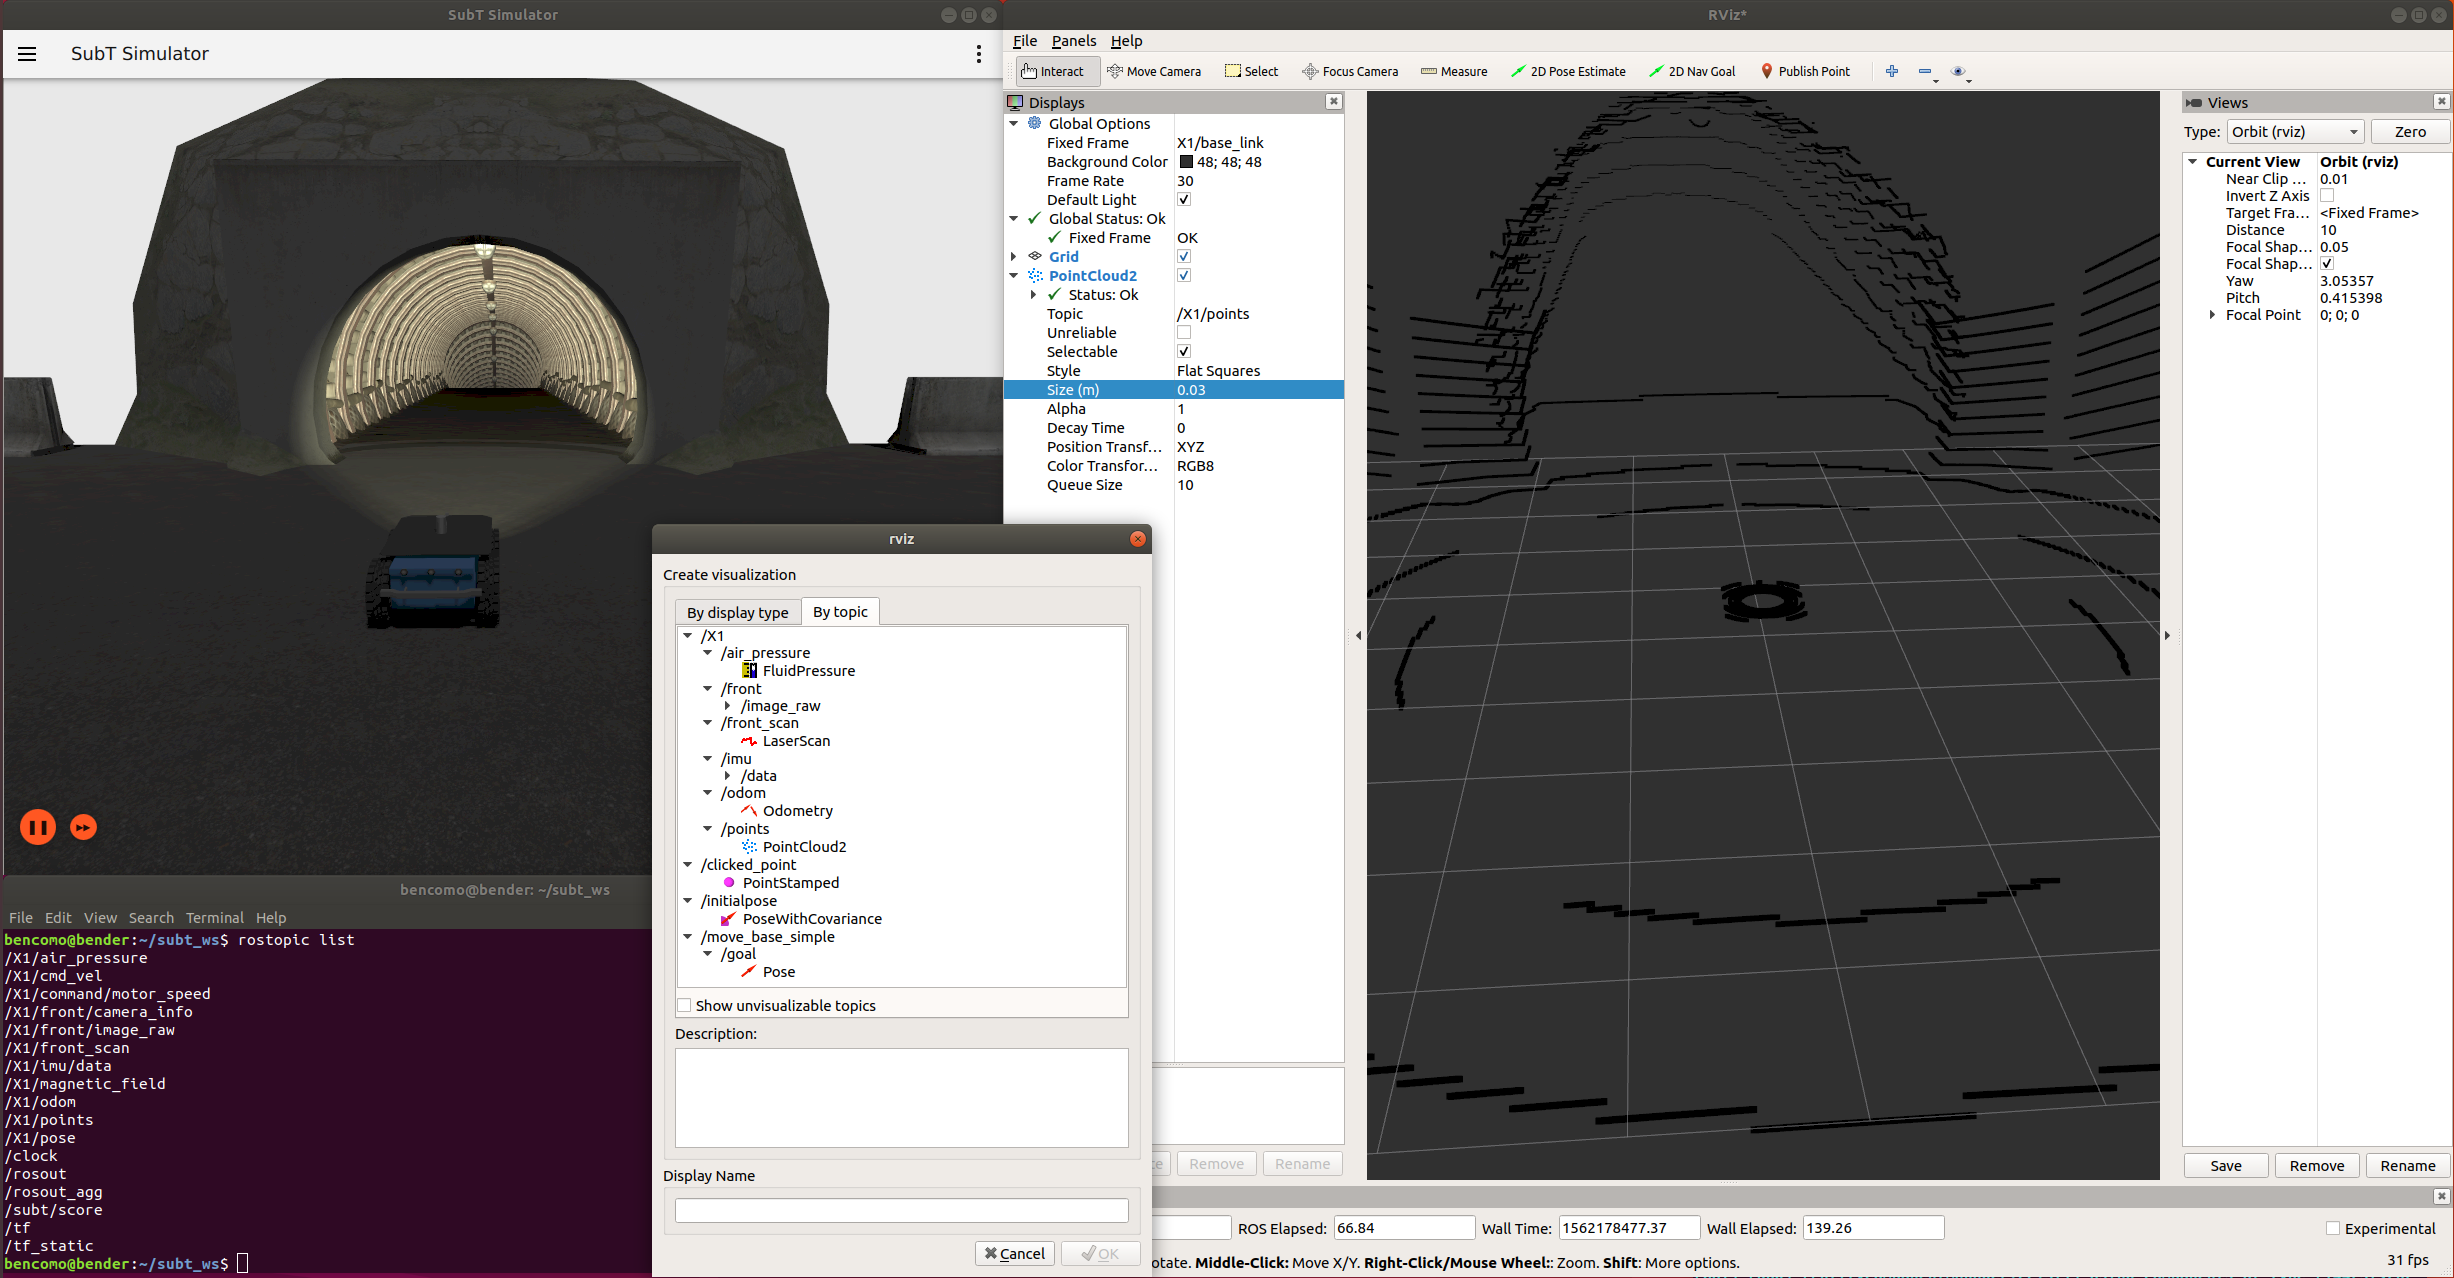 SubT Simulator
SubT Simulator
bencomo@bender: ~/subt_ws
File Edit View Search Terminal Help
bencomo@bender:~/subt_ws$ rostopic list
/X1/air_pressure
/X1/cmd_vel
/X1/command/motor_speed
/X1/front/camera_info
/X1/front/image_raw
/X1/front_scan
/X1/imu/data
/X1/magnetic_field
/X1/odom
/X1/points
/X1/pose
/clock
/rosout
/rosout_agg
/subt/score
/tf
/tf_static
bencomo@bender:~/subt_ws$
rviz
Create visualization
By display type By topic
/X1
/air_pressure
FluidPressure
/front
/image_raw
/front_scan
LaserScan
/imu
/data
/odom
Odometry
/points
PointCloud2
/clicked_point
PointStamped
/initialpose
PoseWithCovariance
/move_base_simple
/goal
Pose
Show unvisualizable topics
Description:
Display Name
Cancel OK
RViz*
File Panels Help
Interact Move Camera Select Focus Camera Measure 2D Pose Estimate 2D Nav Goal Publish Point
Displays
Global Options
Fixed Frame X1/base_link
Background Color 48; 48; 48
Frame Rate 30
Default Light
Global Status: Ok
Fixed Frame OK
Grid
PointCloud2
Status: Ok
Topic /X1/points
Unreliable
Selectable
Style Flat Squares
Size (m) 0.03
Alpha 1
Decay Time 0
Position Transf... XYZ
Color Transfor... RGB8
Queue Size 10
Remove Rename
Views
Type: Orbit (rviz) Zero
Current View Orbit (rviz)
Near Clip ... 0.01
Invert Z Axis
Target Fra... <Fixed Frame>
Distance 10
Focal Shap... 0.05
Focal Shap...
Yaw 3.05357
Pitch 0.415398
Focal Point 0; 0; 0
Save Remove Rename
ROS Elapsed: 66.84 Wall Time: 1562178477.37 Wall Elapsed: 139.26 Experimental
otate. Middle-Click: Move X/Y. Right-Click/Mouse Wheel:: Zoom. Shift: More options. 31 fps